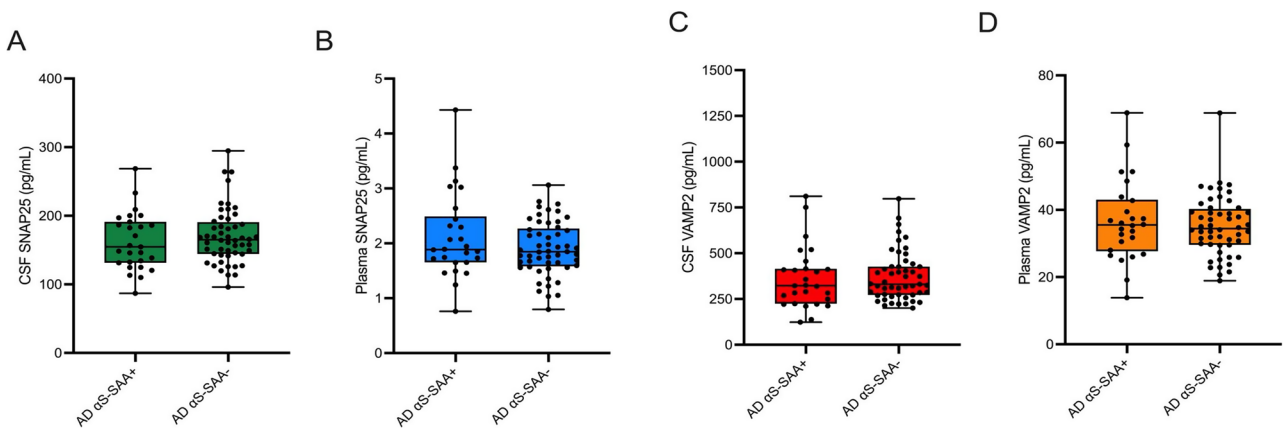 A
CSF SNAP25 (pg/mL)
400
300
200
100
0
AD αS-SAA+
AD αS-SAA-
B
Plasma SNAP25 (pg/mL)
5
4
3
2
1
0
AD αS-SAA+
AD αS-SAA-
C
CSF VAMP2 (pg/mL)
1500
1250
1000
750
500
250
0
AD αS-SAA+
AD αS-SAA-
D
Plasma VAMP2 (pg/mL)
80
60
40
20
0
AD αS-SAA+
AD αS-SAA-